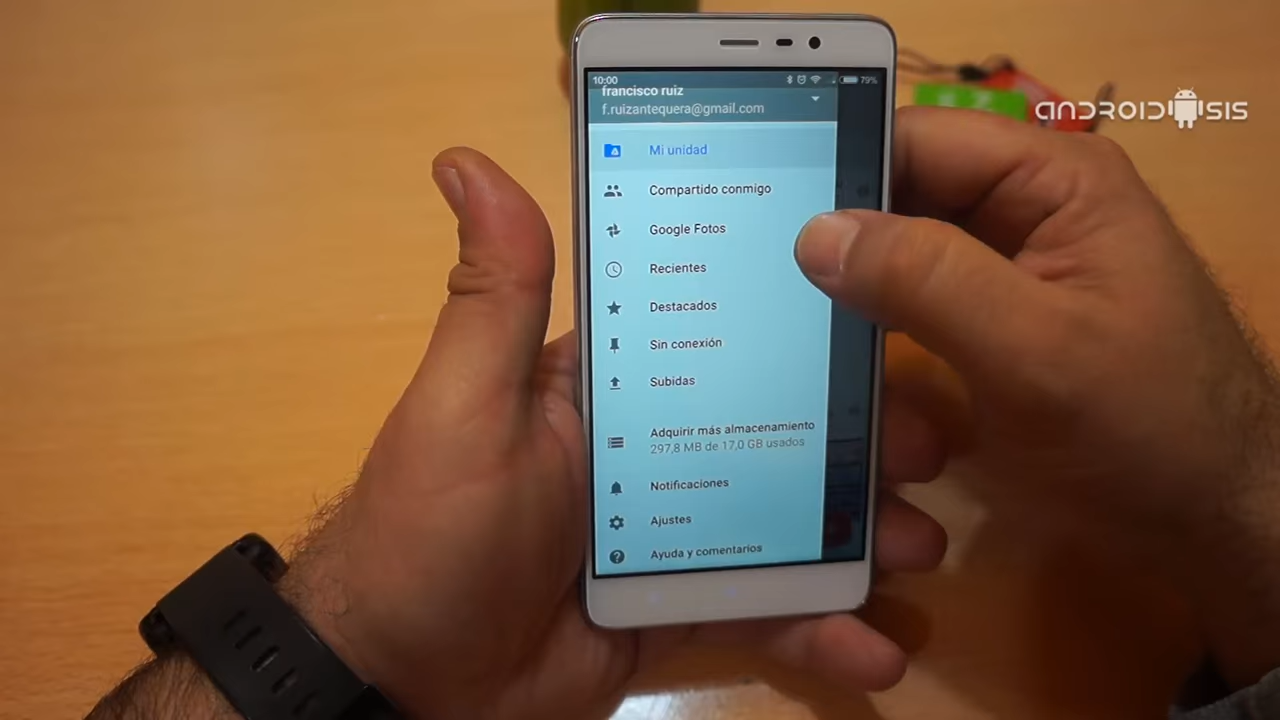 10:00
79%
francisco ruiz
f.ruizantequera@gmail.com
ANDROIDSIS
Mi unidad
Compartido conmigo
Google Fotos
Recientes
Destacados
Sin conexión
Subidas
Adquirir más almacenamiento
297,8 MB de 17,0 GB usados
Notificaciones
Ajustes
Ayuda y comentarios